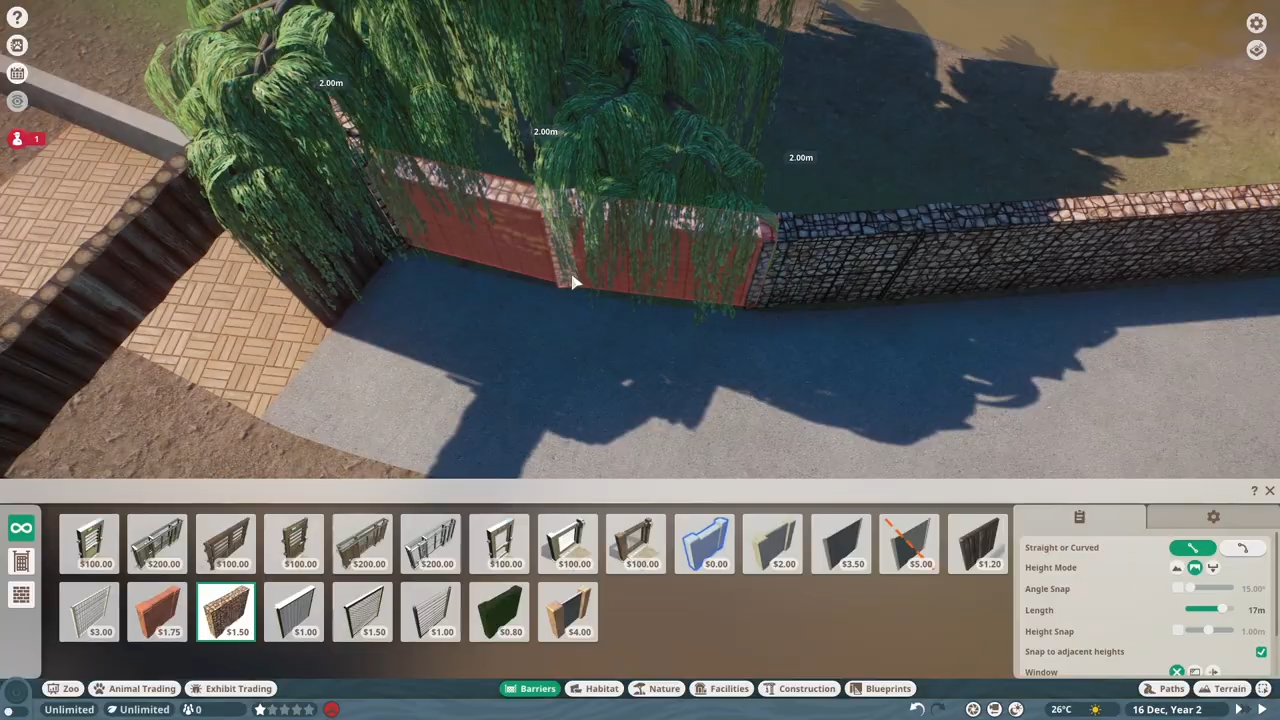 ?
1
2.00m
2.00m
2.00m
?
$100.00 $200.00 $100.00 $100.00 $200.00 $200.00 $100.00 $100.00 $100.00 $0.00 $2.00 $3.50 $5.00 $1.20
$3.00 $1.75 $1.50 $1.00 $1.50 $1.00 $0.80 $4.00
Straight or Curved
Height Mode
Angle Snap 15.00°
Length 17m
Height Snap 1.00m
Snap to adjacent heights
Window
Zoo Animal Trading Exhibit Trading Barriers Habitat Nature Facilities Construction Blueprints Paths Terrain
Unlimited Unlimited 0 26°C 16 Dec, Year 2